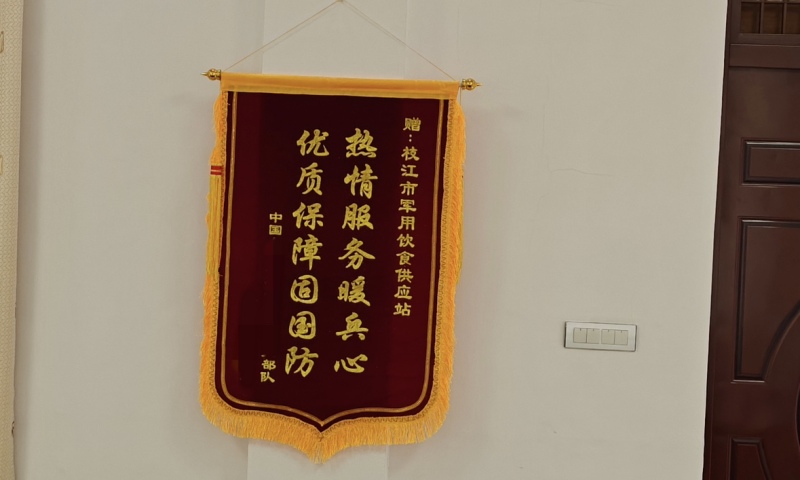 赠：枝江市军用饮食供应站
热情服务暖兵心
优质保障固国防
中国
部队